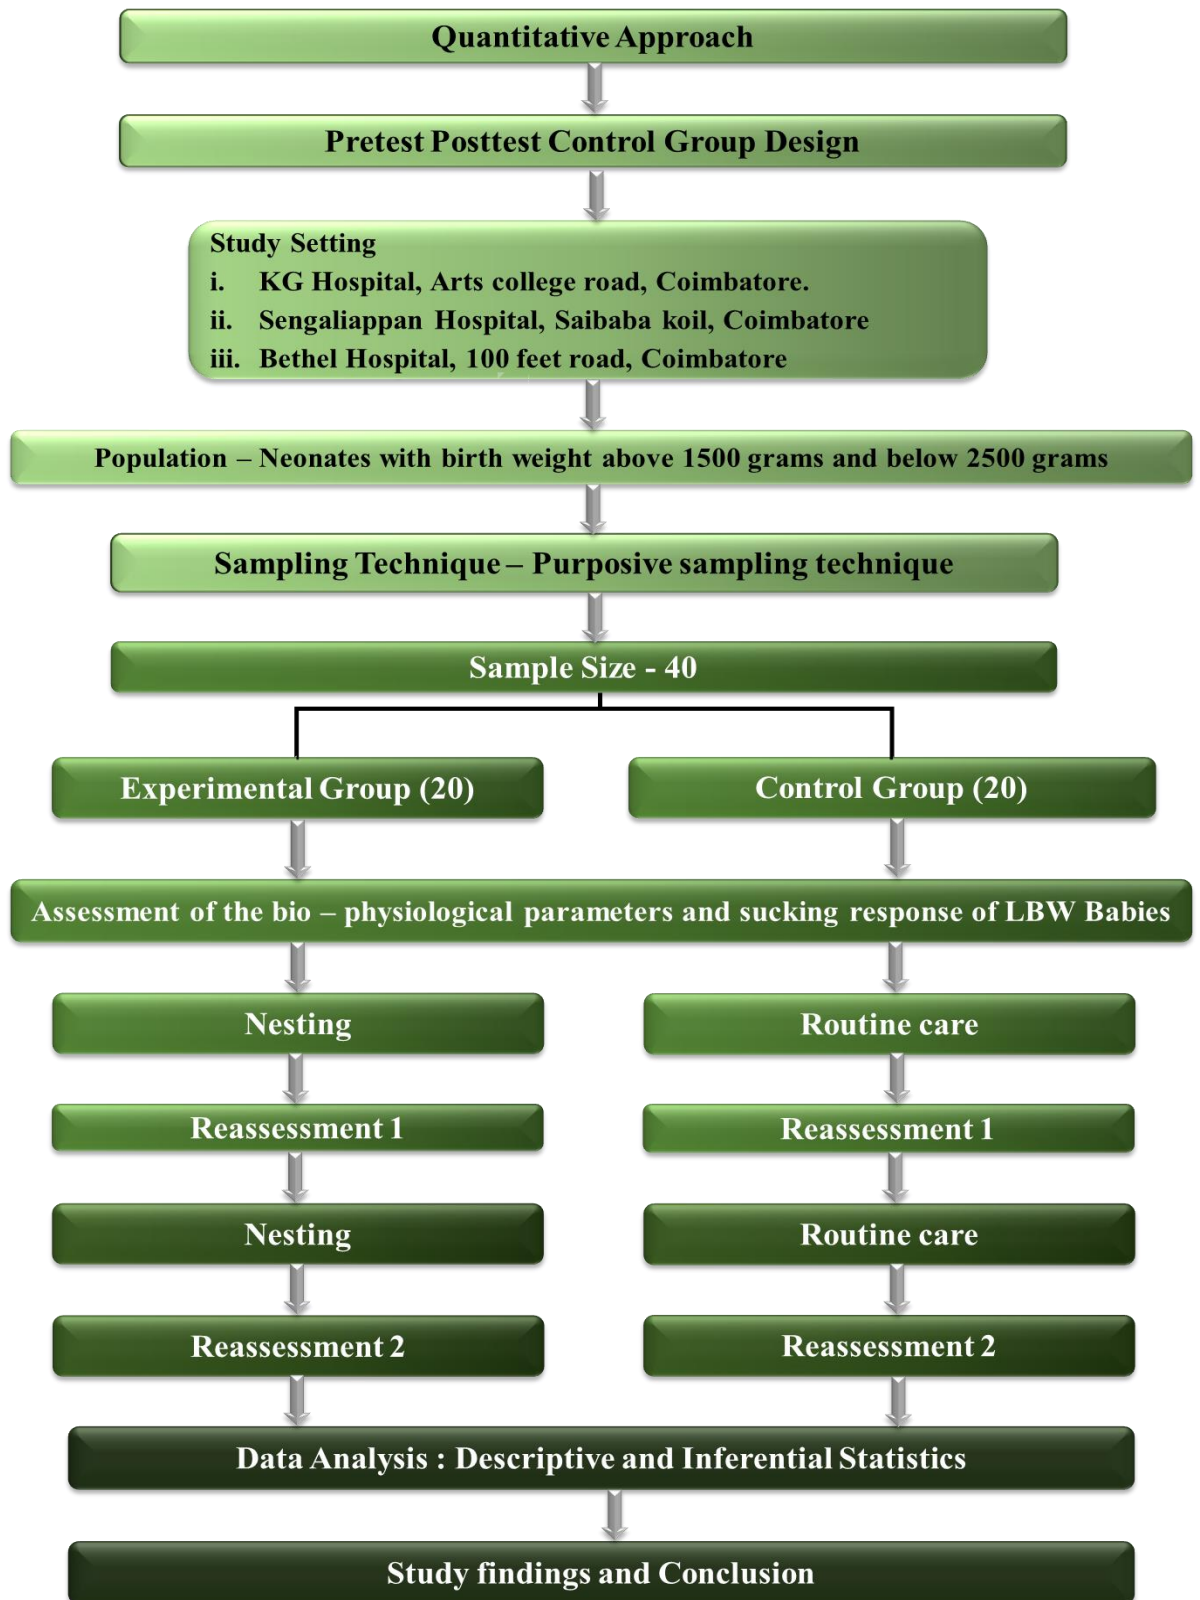 Quantitative Approach
Pretest Posttest Control Group Design
Study Setting
i. KG Hospital, Arts college road, Coimbatore.
ii. Sengaliappan Hospital, Saibaba koil, Coimbatore
iii. Bethel Hospital, 100 feet road, Coimbatore
Population – Neonates with birth weight above 1500 grams and below 2500 grams
Sampling Technique – Purposive sampling technique
Sample Size - 40
Experimental Group (20)
Control Group (20)
Assessment of the bio – physiological parameters and sucking response of LBW Babies
Nesting
Routine care
Reassessment 1
Reassessment 1
Nesting
Routine care
Reassessment 2
Reassessment 2
Data Analysis : Descriptive and Inferential Statistics
Study findings and Conclusion